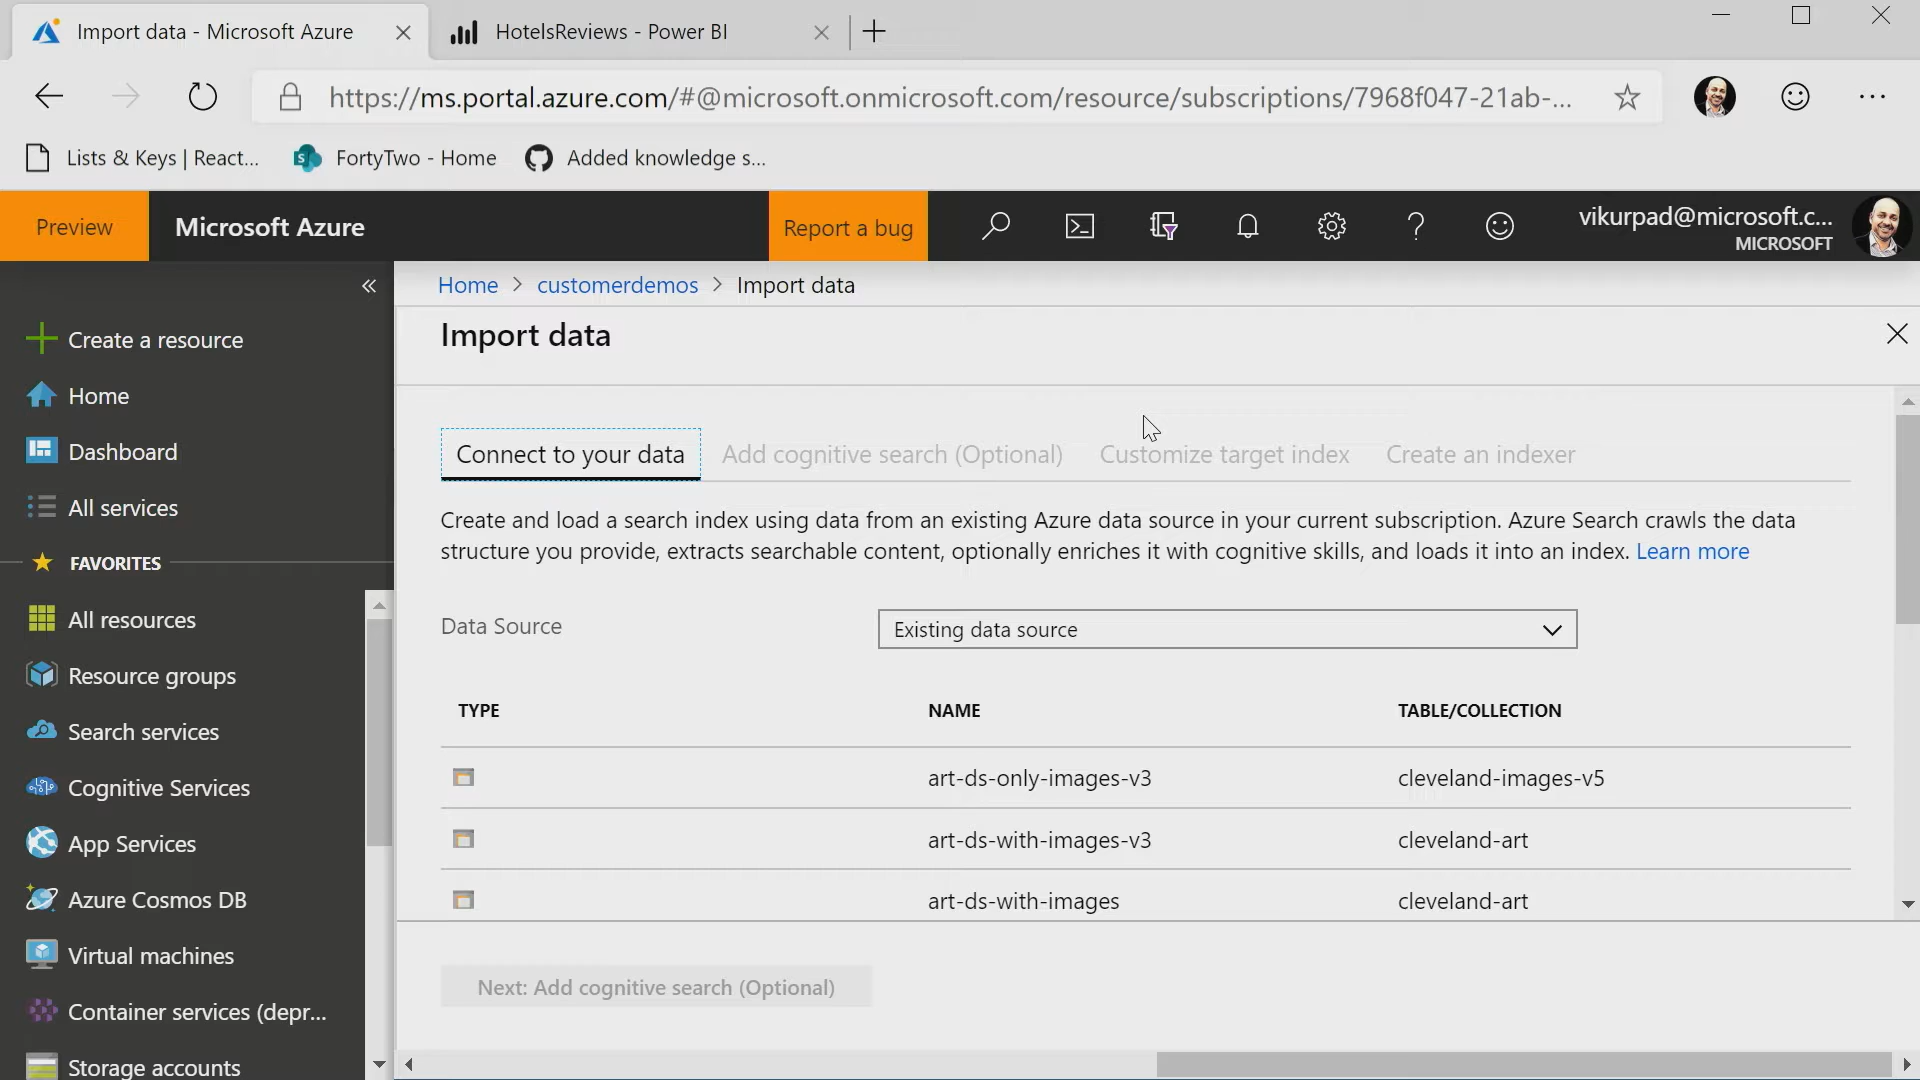 Import data - Microsoft Azure
HotelsReviews - Power BI
https://ms.portal.azure.com/#@microsoft.onmicrosoft.com/resource/subscriptions/7968f047-21ab-...
Lists & Keys | React...
FortyTwo - Home
Added knowledge s...
Preview
Microsoft Azure
Report a bug
vikurpad@microsoft.c...
MICROSOFT
Create a resource
Home
Dashboard
All services
FAVORITES
All resources
Resource groups
Search services
Cognitive Services
App Services
Azure Cosmos DB
Virtual machines
Container services (depr...
Storage accounts
Home > customerdemos > Import data
Import data
Connect to your data
Add cognitive search (Optional)
Customize target index
Create an indexer
Create and load a search index using data from an existing Azure data source in your current subscription. Azure Search crawls the data
structure you provide, extracts searchable content, optionally enriches it with cognitive skills, and loads it into an index. Learn more
Data Source
Existing data source
TYPE NAME TABLE/COLLECTION
art-ds-only-images-v3 cleveland-images-v5
art-ds-with-images-v3 cleveland-art
art-ds-with-images cleveland-art
Next: Add cognitive search (Optional)